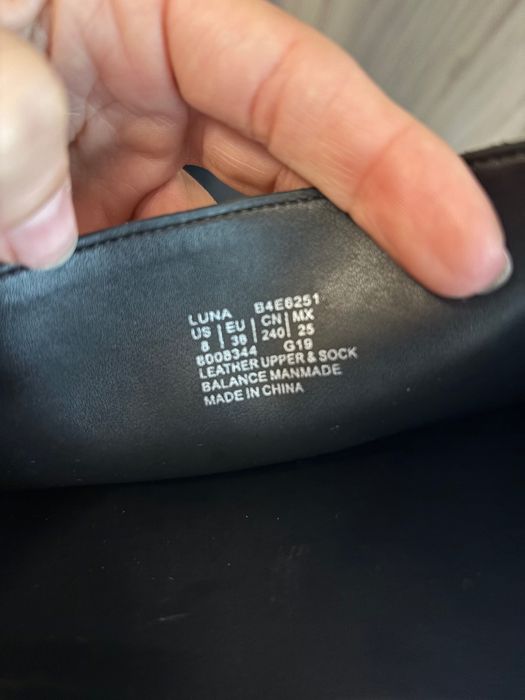 LUNA B4E6251
US | EU | CN | MX
8 | 38 | 240 | 25
8D08344 G19
LEATHER UPPER & SOCK
BALANCE MANMADE
MADE IN CHINA